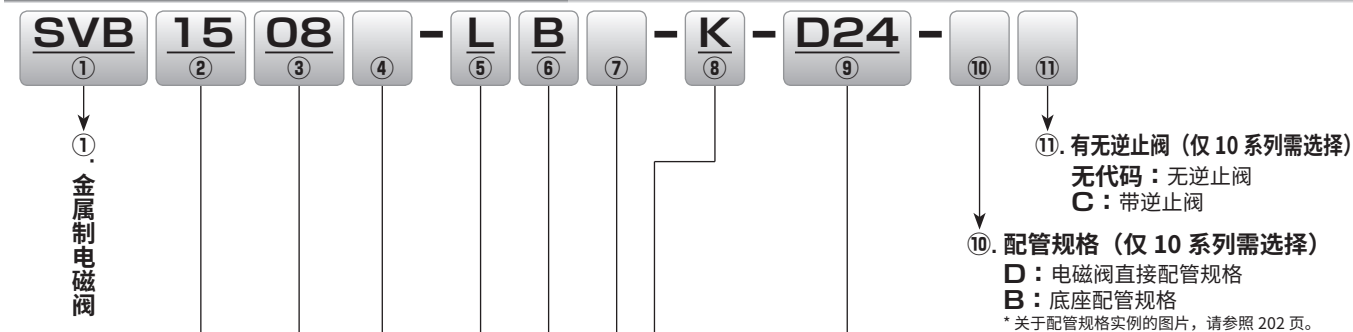 SVB 15 08 - L B - K - D24 -
① ② ③ ④ ⑤ ⑥ ⑦ ⑧ ⑨ ⑩ ⑪
①. 金属制电磁阀
⑪. 有无逆止阀（仅 10 系列需选择）
无代码：无逆止阀
C：带逆止阀
⑩. 配管规格（仅 10 系列需选择）
D：电磁阀直接配管规格
B：底座配管规格
* 关于配管规格实例的图片，请参照 202 页。